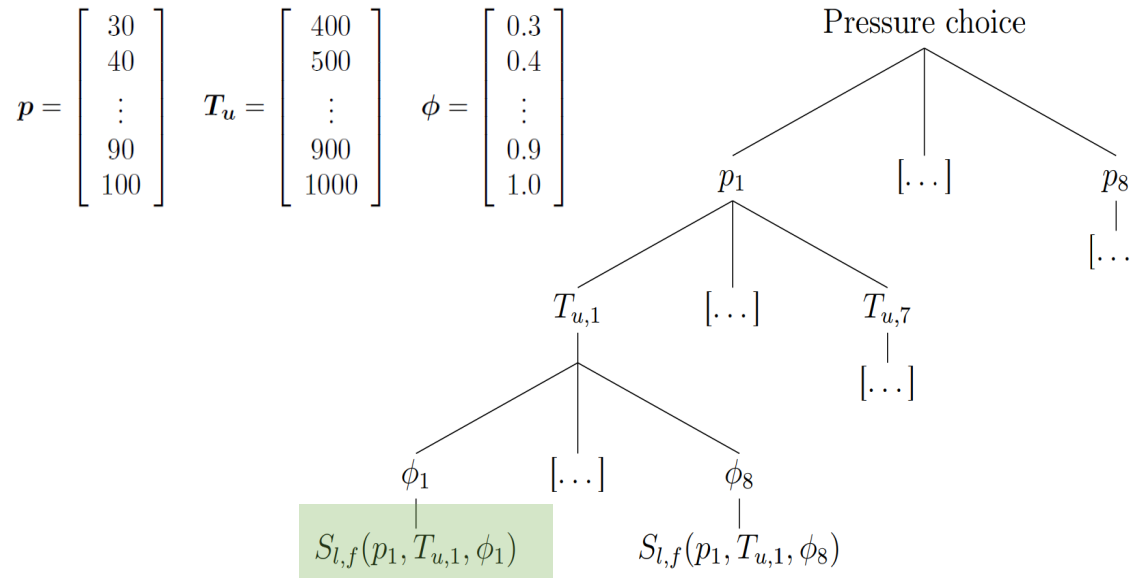 p = [ 30 40 ⋮ 90 100 ] T_u = [ 400 500 ⋮ 900 1000 ] ϕ = [ 0.3 0.4 ⋮ 0.9 1.0 ]
Pressure choice
p_1 [...] p_8
[...
T_{u,1} [...] T_{u,7}
[...]
ϕ_1 [...] ϕ_8
S_{l,f}(p_1, T_{u,1}, ϕ_1) S_{l,f}(p_1, T_{u,1}, ϕ_8)